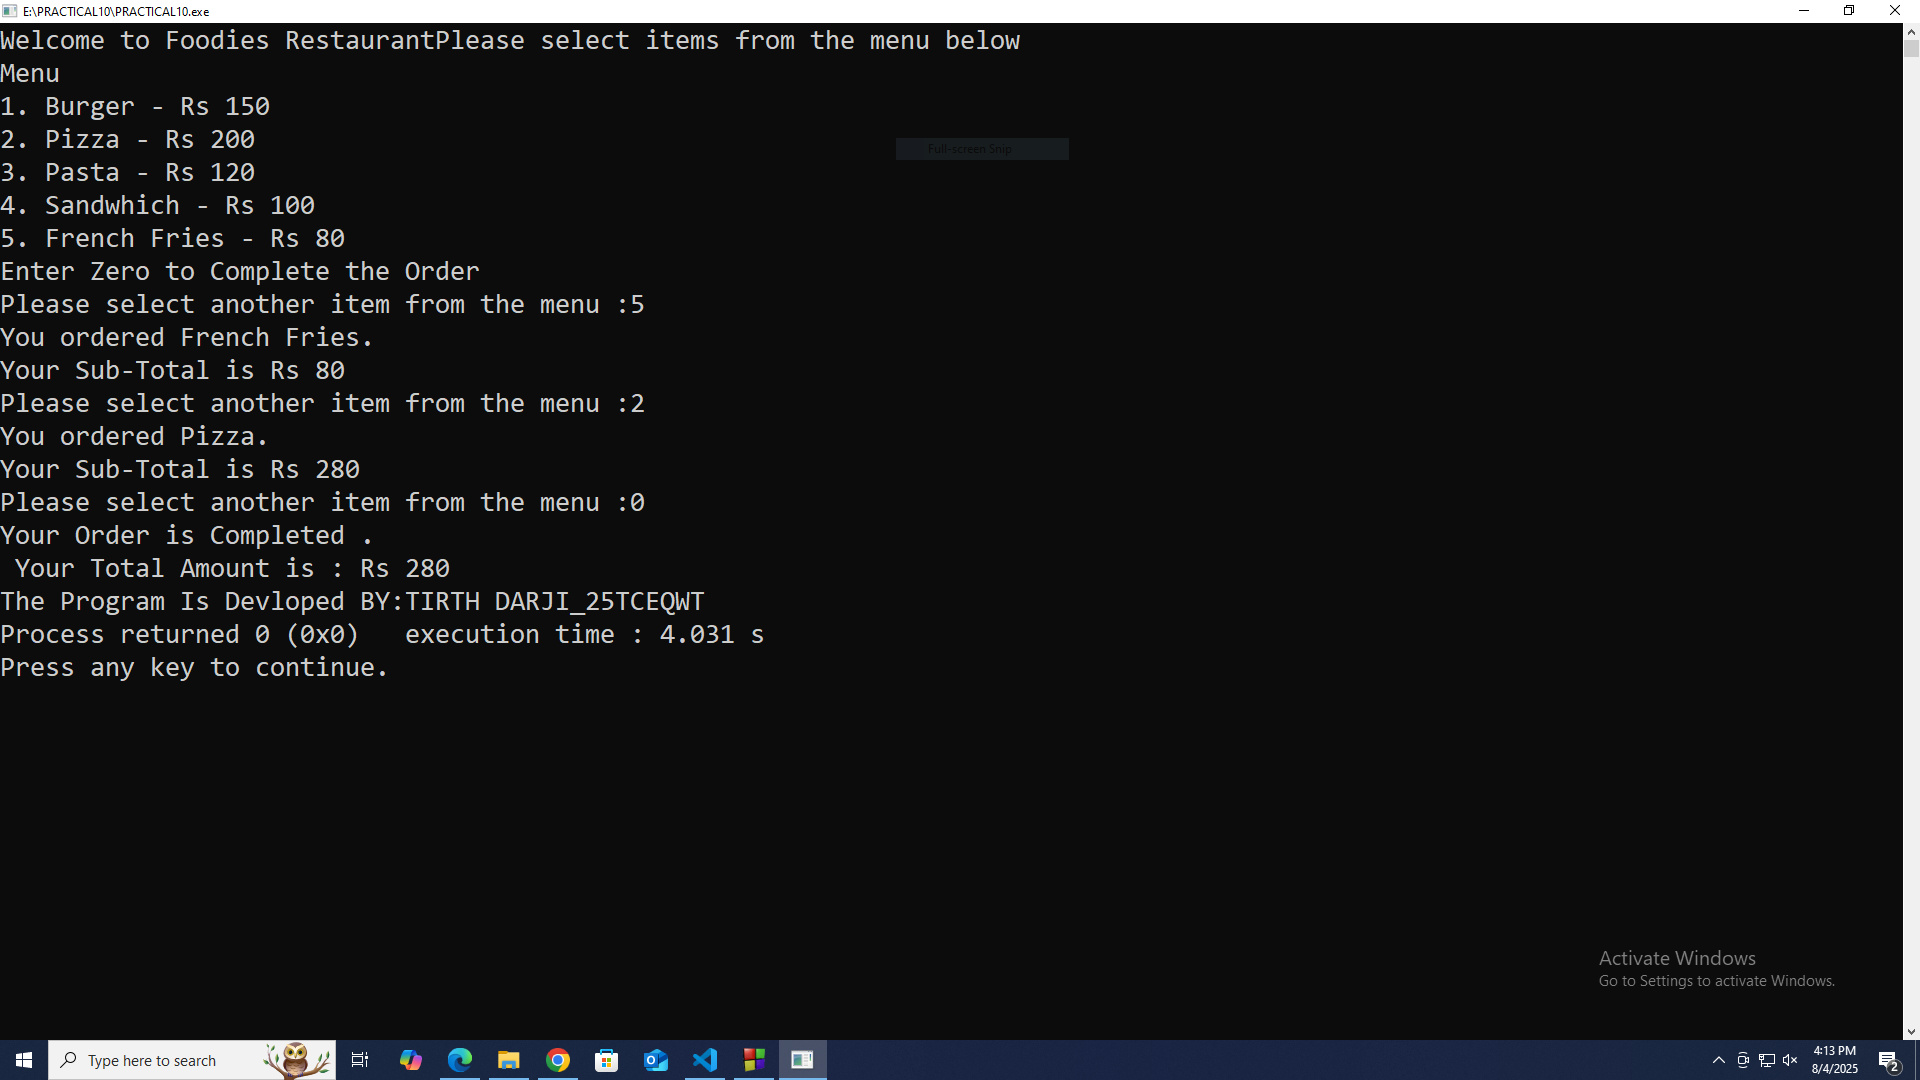 E:\PRACTICAL10\PRACTICAL10.exe
Welcome to Foodies RestaurantPlease select items from the menu below
Menu
1. Burger - Rs 150
2. Pizza - Rs 200
Full-screen Snip
3. Pasta - Rs 120
4. Sandwhich - Rs 100
5. French Fries - Rs 80
Enter Zero to Complete the Order
Please select another item from the menu :5
You ordered French Fries.
Your Sub-Total is Rs 80
Please select another item from the menu :2
You ordered Pizza.
Your Sub-Total is Rs 280
Please select another item from the menu :0
Your Order is Completed .
 Your Total Amount is : Rs 280
The Program Is Devloped BY:TIRTH DARJI_25TCEQWT
Process returned 0 (0x0)   execution time : 4.031 s
Press any key to continue.
Activate Windows
Go to Settings to activate Windows.
Type here to search
4:13 PM
8/4/2025
2